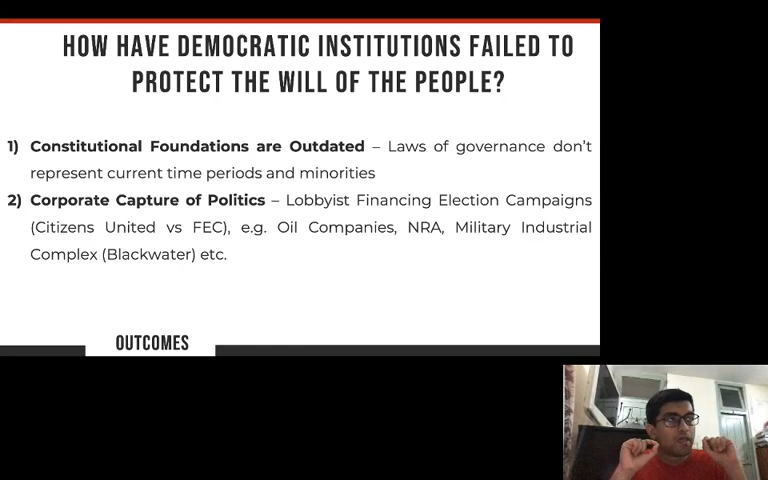 HOW HAVE DEMOCRATIC INSTITUTIONS FAILED TO
PROTECT THE WILL OF THE PEOPLE?
1) Constitutional Foundations are Outdated – Laws of governance don't
represent current time periods and minorities
2) Corporate Capture of Politics – Lobbyist Financing Election Campaigns
(Citizens United vs FEC), e.g. Oil Companies, NRA, Military Industrial
Complex (Blackwater) etc.
OUTCOMES